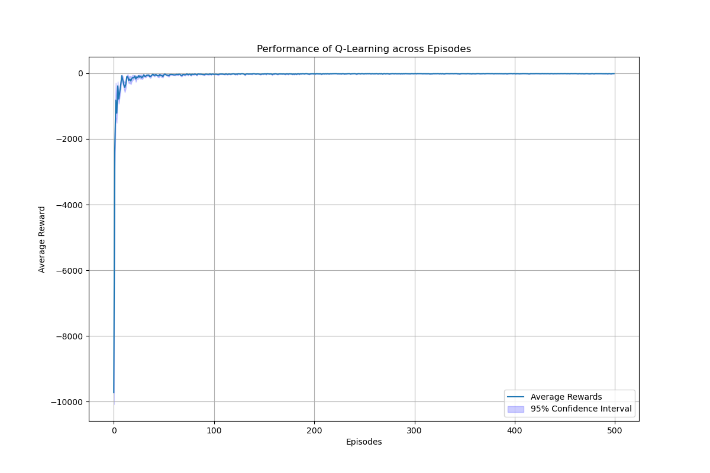 Performance of Q-Learning across Episodes
0
−2000
−4000
−6000
−8000
−10000
Average Reward
0 100 200 300 400 500
Episodes
Average Rewards
95% Confidence Interval